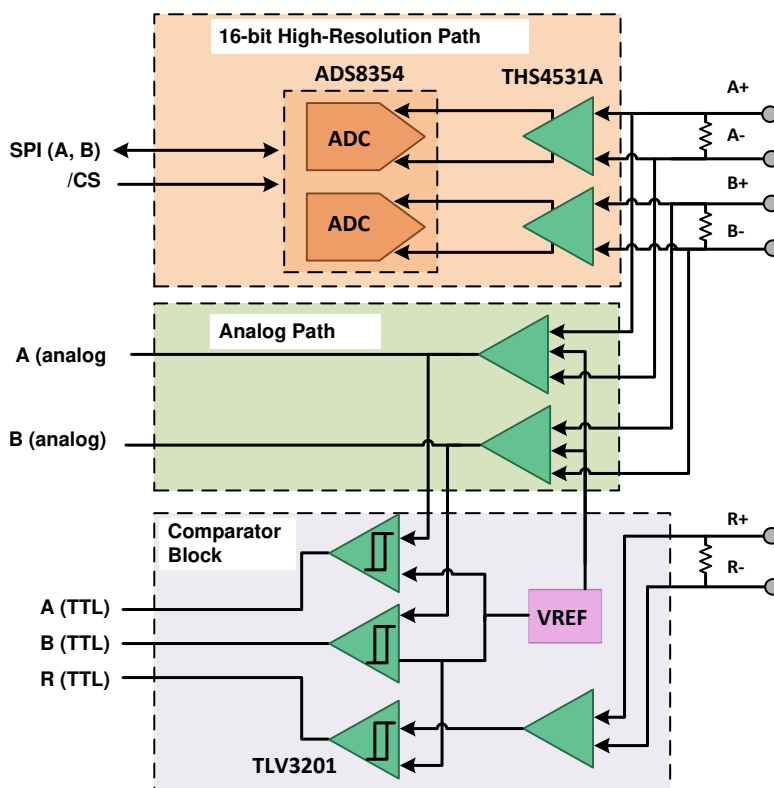 16-bit High-Resolution Path
ADS8354
THS4531A
A+
ADC
A-
SPI (A, B)
/CS
B+
ADC
B-
Analog Path
A (analog
B (analog)
Comparator
Block
R+
R-
A (TTL)
VREF
B (TTL)
R (TTL)
TLV3201